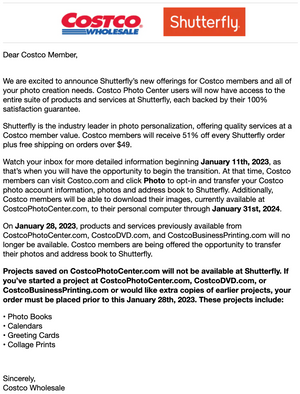 COSTCO
WHOLESALE
Shutterfly.
Dear Costco Member,
We are excited to announce Shutterfly's new offerings for Costco members and all of
your photo creation needs. Costco Photo Center users will now have access to the
entire suite of products and services at Shutterfly, each backed by their 100%
satisfaction guarantee.
Shutterfly is the industry leader in photo personalization, offering quality services at a
Costco member value. Costco members will receive 51% off every Shutterfly order
plus free shipping on orders over $49.
Watch your inbox for more detailed information beginning January 11th, 2023, as
that's when you will have the opportunity to begin the transition. At that time, Costco
members can visit Costco.com and click Photo to opt-in and transfer your Costco
photo account information, photos and address book to Shutterfly. Additionally,
Costco members will be able to download their images, currently available at
CostcoPhotoCenter.com, to their personal computer through January 31st, 2024.
On January 28, 2023, products and services previously available from
CostcoPhotoCenter.com, CostcoDVD.com, and CostcoBusinessPrinting.com will no
longer be available. Costco members are being offered the opportunity to transfer
their photos and address book to Shutterfly.
Projects saved on CostcoPhotoCenter.com will not be available at Shutterfly. If
you've started a project at CostcoPhotoCenter.com, CostcoDVD.com, or
CostcoBusinessPrinting.com or would like extra copies of earlier projects, your
order must be placed prior to this January 28th, 2023. These projects include:
• Photo Books
• Calendars
• Greeting Cards
• Collage Prints
Sincerely,
Costco Wholesale